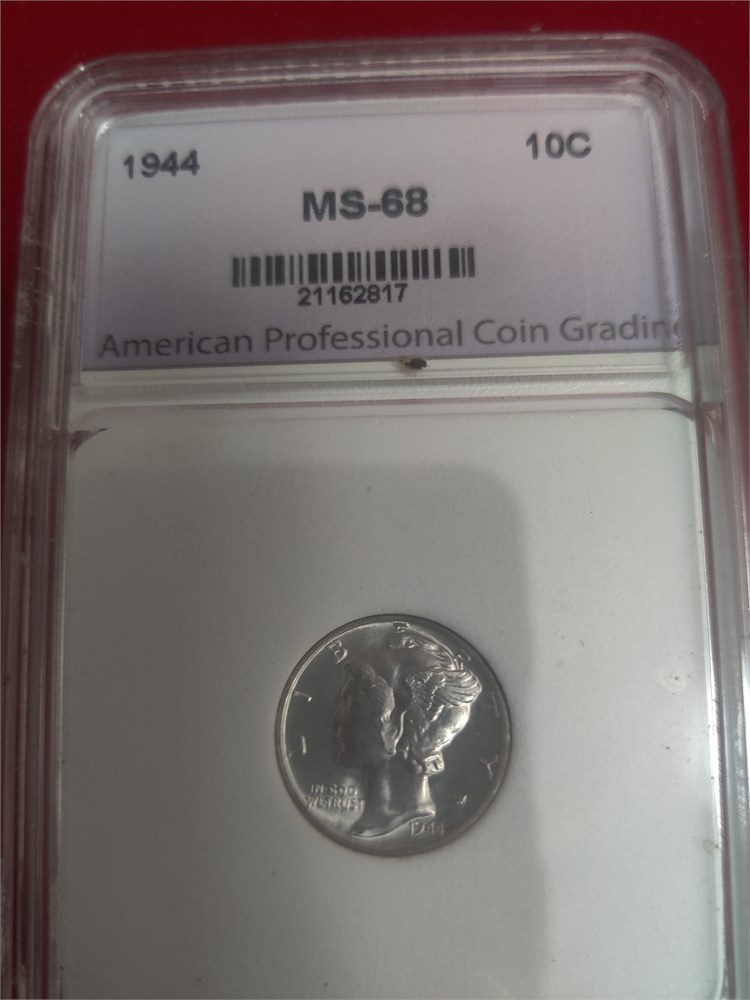 1944 10C
MS-68
21162817
American Professional Coin Grading
LIBERTY
IN GOD
WE TRUST
1944